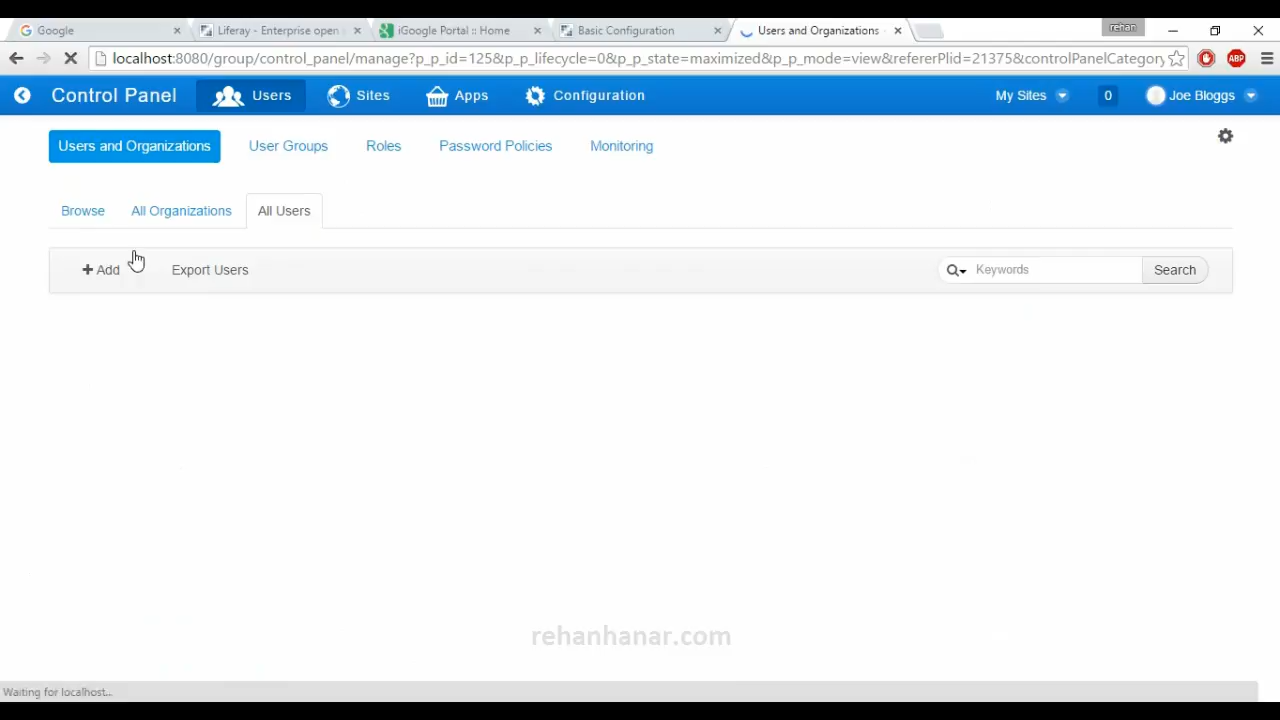 Google
Liferay - Enterprise open
iGoogle Portal :: Home
Basic Configuration
Users and Organizations
rehan
localhost:8080/group/control_panel/manage?p_p_id=125&p_p_lifecycle=0&p_p_state=maximized&p_p_mode=view&refererPlid=21375&controlPanelCategory
ABP
Control Panel
Users
Sites
Apps
Configuration
My Sites
0
Joe Bloggs
Users and Organizations
User Groups
Roles
Password Policies
Monitoring
Browse
All Organizations
All Users
+ Add
Export Users
Keywords
Search
rehanhanar.com
Waiting for localhost...